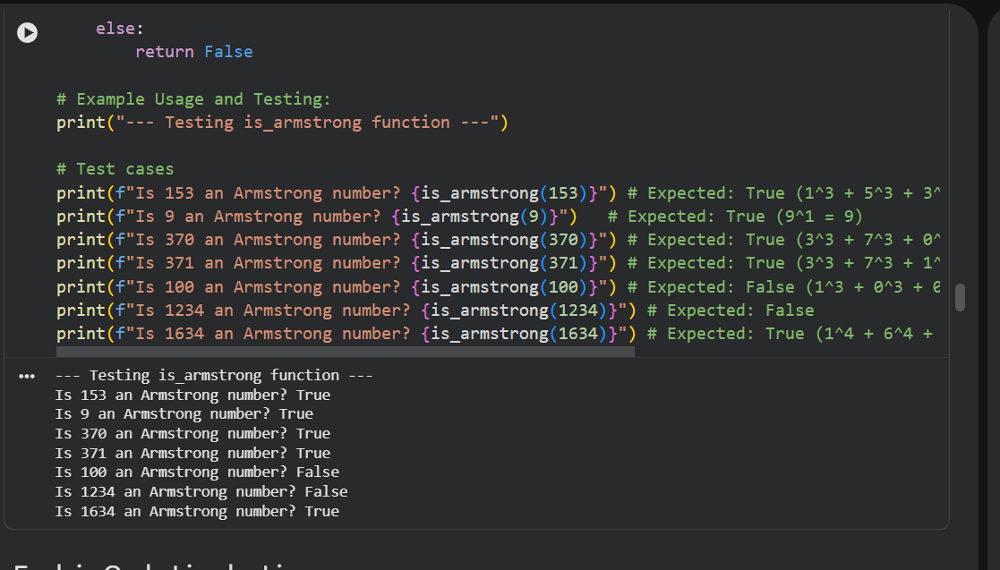 else:
return False
# Example Usage and Testing:
print("--- Testing is_armstrong function ---")
# Test cases
print(f"Is 153 an Armstrong number? {is_armstrong(153)}") # Expected: True (1^3 + 5^3 + 3^
print(f"Is 9 an Armstrong number? {is_armstrong(9)}") # Expected: True (9^1 = 9)
print(f"Is 370 an Armstrong number? {is_armstrong(370)}") # Expected: True (3^3 + 7^3 + 0^
print(f"Is 371 an Armstrong number? {is_armstrong(371)}") # Expected: True (3^3 + 7^3 + 1^
print(f"Is 100 an Armstrong number? {is_armstrong(100)}") # Expected: False (1^3 + 0^3 + 0
print(f"Is 1234 an Armstrong number? {is_armstrong(1234)}") # Expected: False
print(f"Is 1634 an Armstrong number? {is_armstrong(1634)}") # Expected: True (1^4 + 6^4 +
--- Testing is_armstrong function ---
Is 153 an Armstrong number? True
Is 9 an Armstrong number? True
Is 370 an Armstrong number? True
Is 371 an Armstrong number? True
Is 100 an Armstrong number? False
Is 1234 an Armstrong number? False
Is 1634 an Armstrong number? True